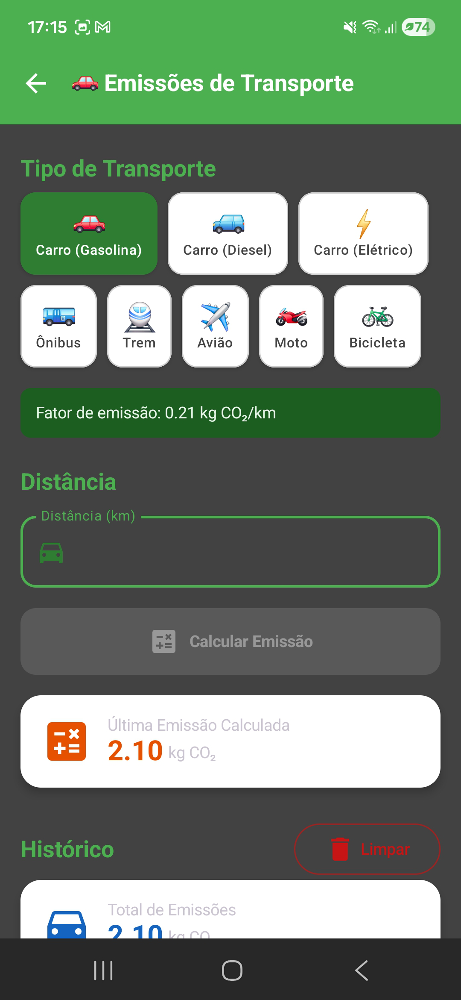 17:15
74
Emissões de Transporte
Tipo de Transporte
Carro (Gasolina)
Carro (Diesel)
Carro (Elétrico)
Ônibus
Trem
Avião
Moto
Bicicleta
Fator de emissão: 0.21 kg CO₂/km
Distância
Distância (km)
Calcular Emissão
Última Emissão Calculada
2.10 kg CO₂
Histórico
Limpar
Total de Emissões
2.10 kg CO